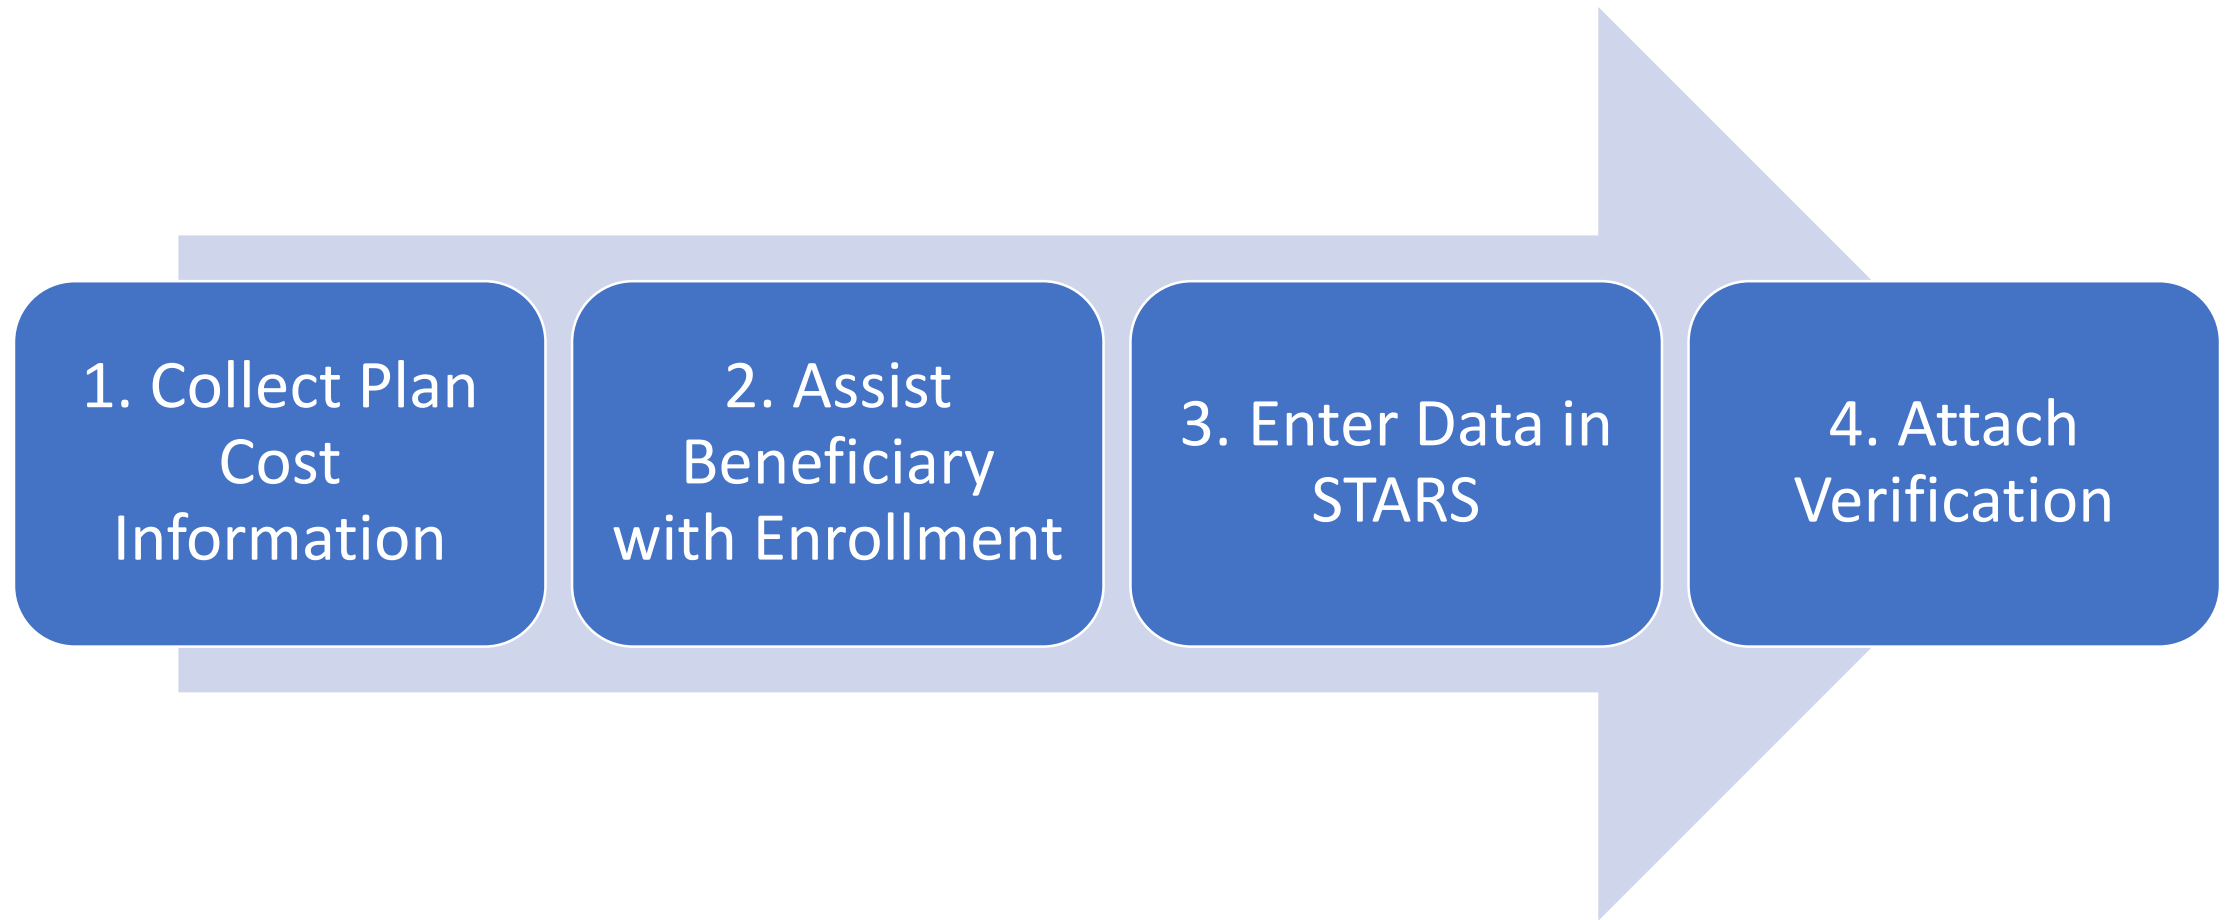 1. Collect Plan
Cost
Information
2. Assist
Beneficiary
with Enrollment
3. Enter Data in
STARS
4. Attach
Verification